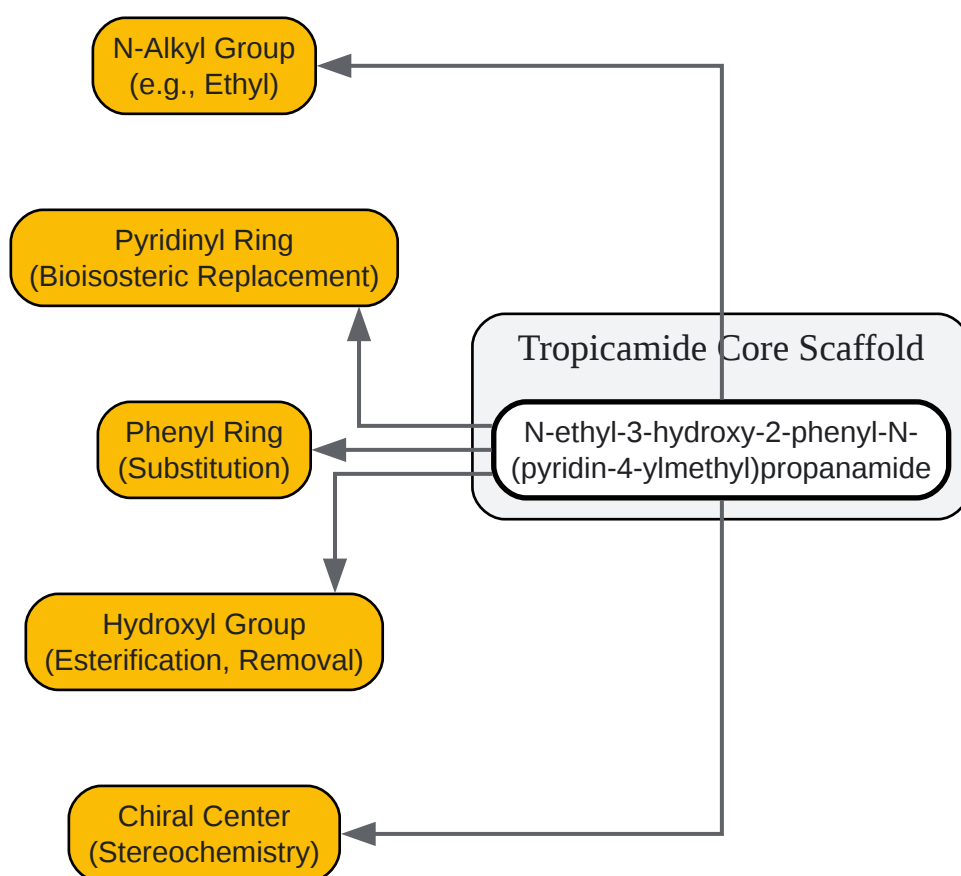 N-Alkyl Group
(e.g., Ethyl)
Pyridinyl Ring
(Bioisosteric Replacement)
Tropicamide Core Scaffold
N-ethyl-3-hydroxy-2-phenyl-N-
(pyridin-4-ylmethyl)propanamide
Phenyl Ring
(Substitution)
Hydroxyl Group
(Esterification, Removal)
Chiral Center
(Stereochemistry)